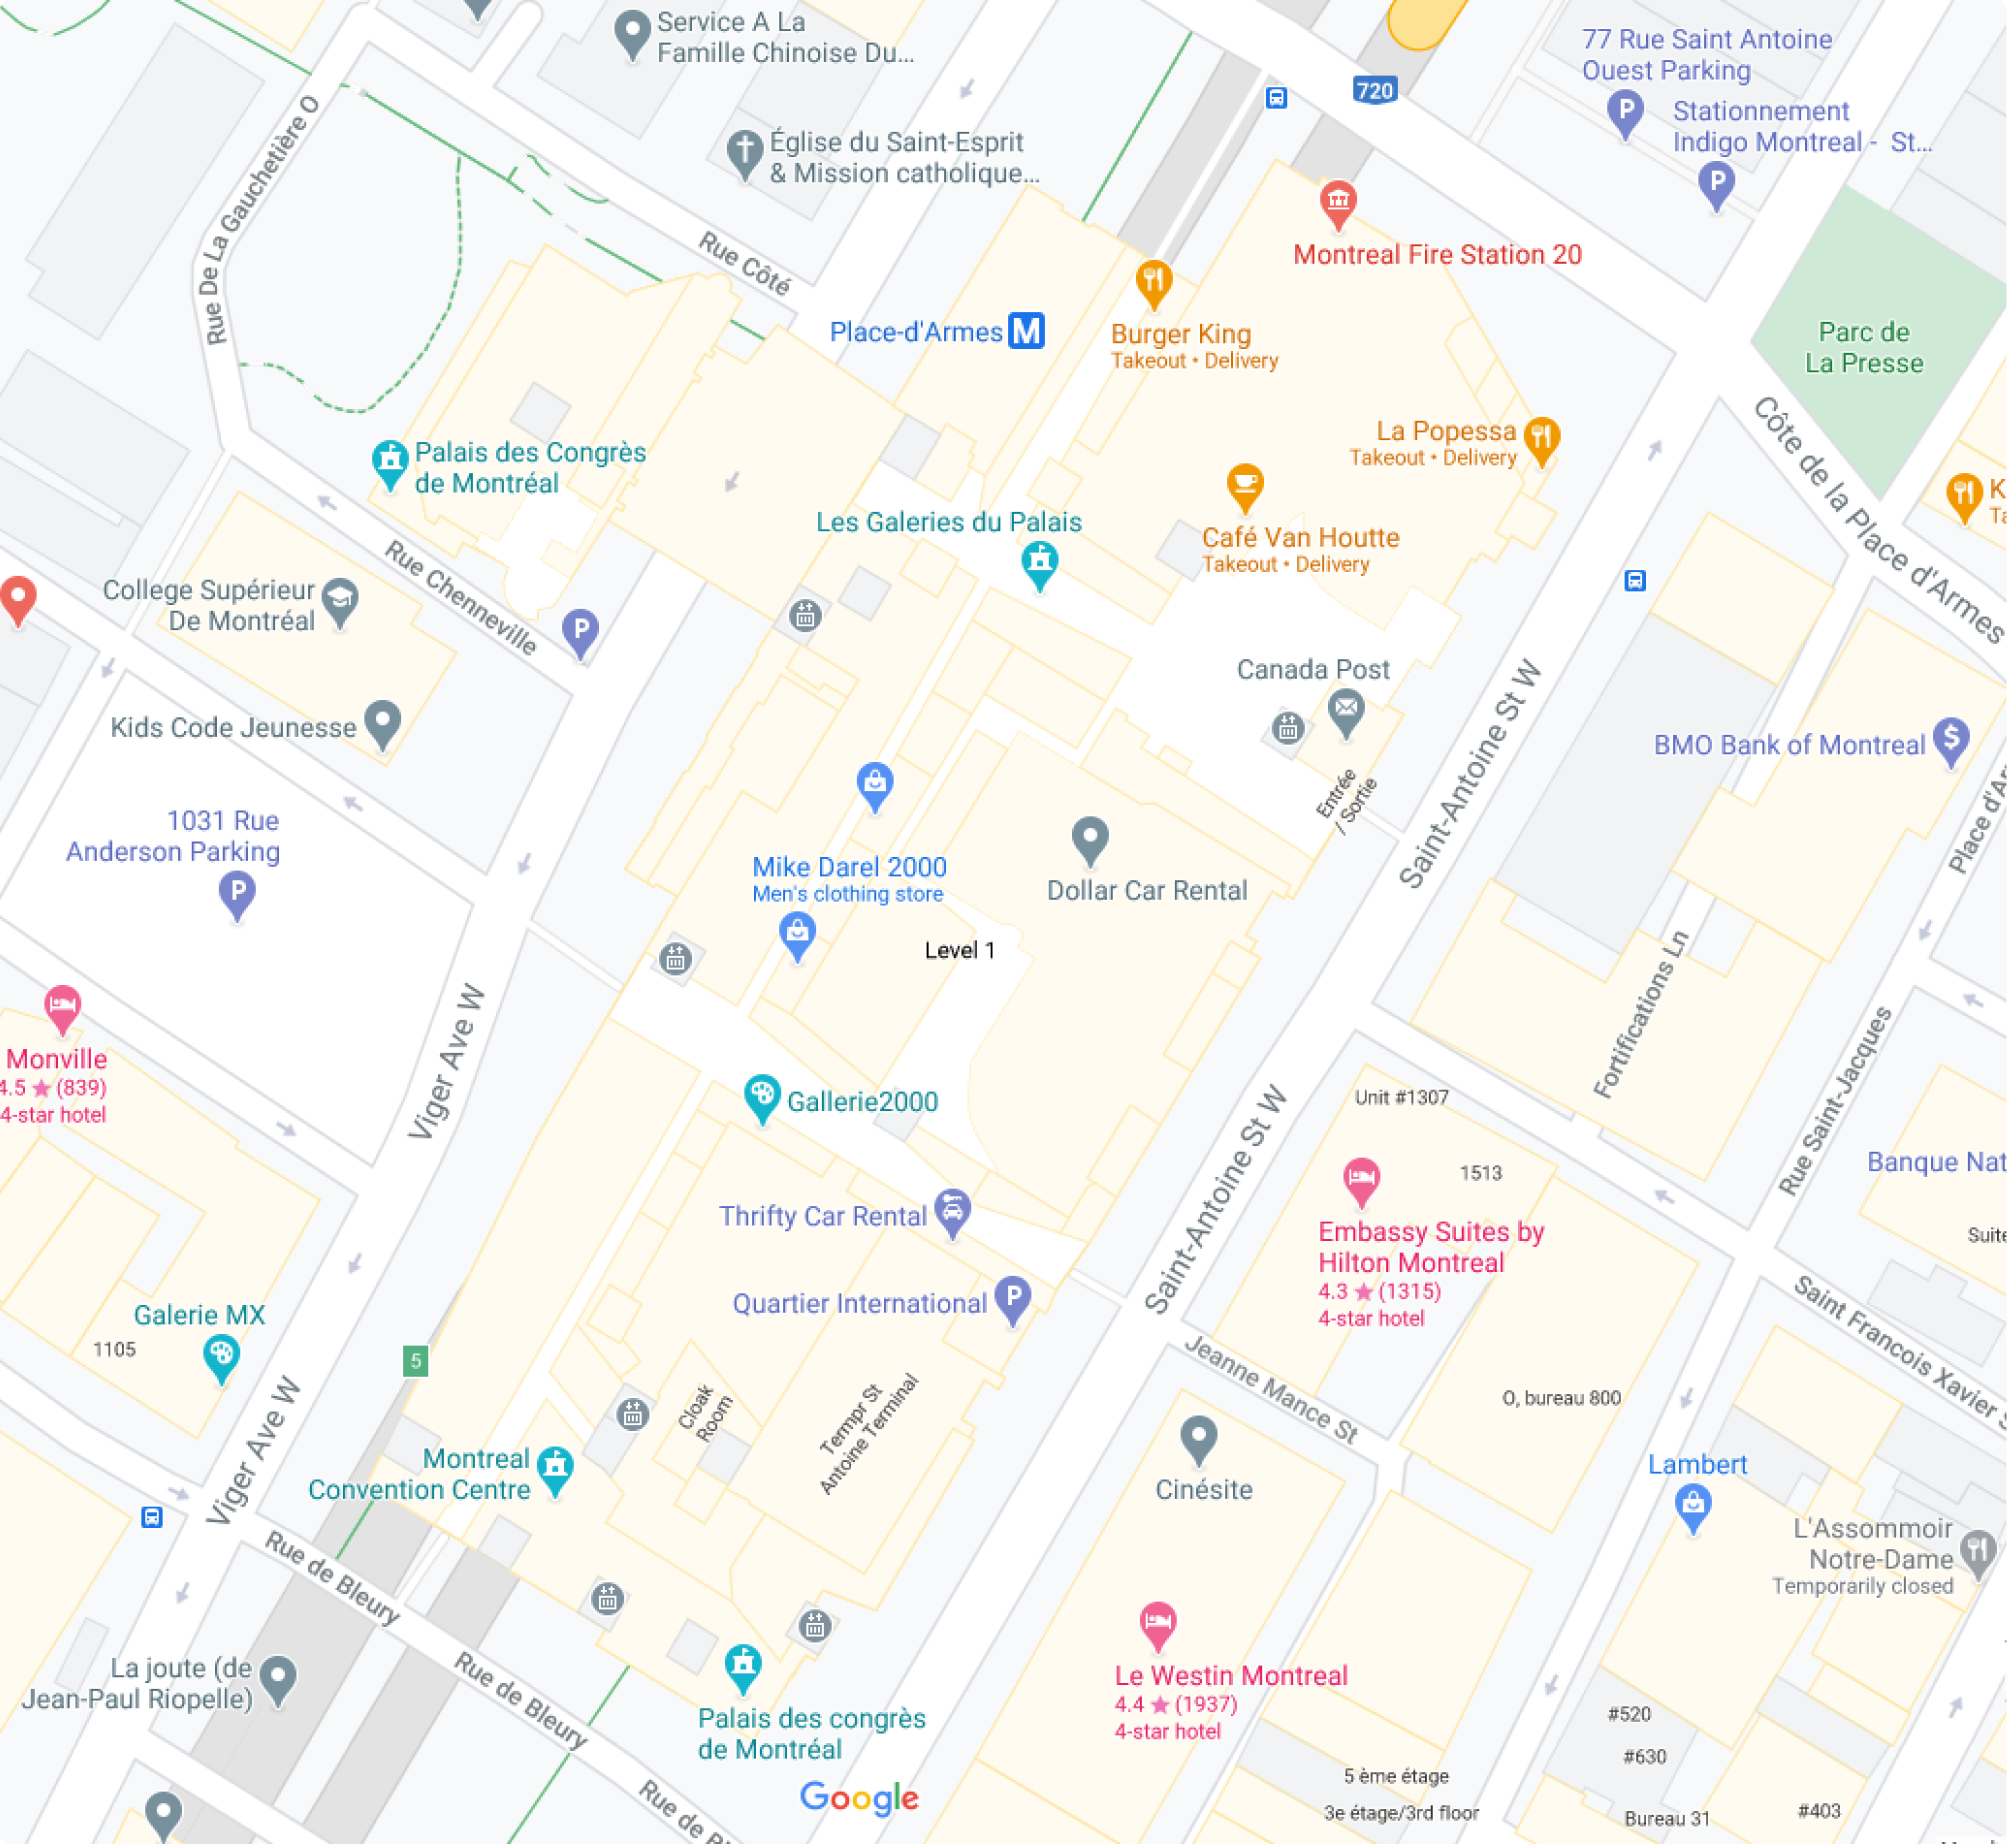 Service A La
Famille Chinoise Du...
77 Rue Saint Antoine
Ouest Parking
720
Stationnement
Indigo Montreal - St...
P
P
Rue De La Gauchetière O
Église du Saint-Esprit
& Mission catholique...
Rue Côté
Montreal Fire Station 20
Place-d'Armes
M
Burger King
Takeout • Delivery
Parc de
La Presse
La Popessa
Takeout • Delivery
Côte de la Place d'Armes
Palais des Congrès
de Montréal
K
Ta
Les Galeries du Palais
Café Van Houtte
Takeout • Delivery
Rue Chenneville
College Supérieur
De Montréal
P
Canada Post
Kids Code Jeunesse
Saint-Antoine St W
BMO Bank of Montreal
Entrée
/ Sortie
1031 Rue
Anderson Parking
P
Place d'Ar
Mike Darel 2000
Men's clothing store
Dollar Car Rental
Level 1
Fortifications Ln
Monville
4.5 ★ (839)
4-star hotel
Viger Ave W
Gallerie2000
Unit #1307
Rue Saint-Jacques
1513
Banque Nat
Saint-Antoine St W
Thrifty Car Rental
Embassy Suites by
Hilton Montreal
4.3 ★ (1315)
4-star hotel
Suite
Quartier International
P
Galerie MX
1105
5
Saint Francois Xavier S
Jeanne Mance St
Cloak
Room
Termpr St
Antoine Terminal
O, bureau 800
Viger Ave W
Montreal
Convention Centre
Cinésite
Lambert
L'Assommoir
Notre-Dame
Temporarily closed
Rue de Bleury
La joute (de
Jean-Paul Riopelle)
Rue de Bleury
Le Westin Montreal
4.4 ★ (1937)
4-star hotel
Palais des congrès
de Montréal
#520
#630
5 ème étage
Google
Rue de B
3e étage/3rd floor
Bureau 31
#403